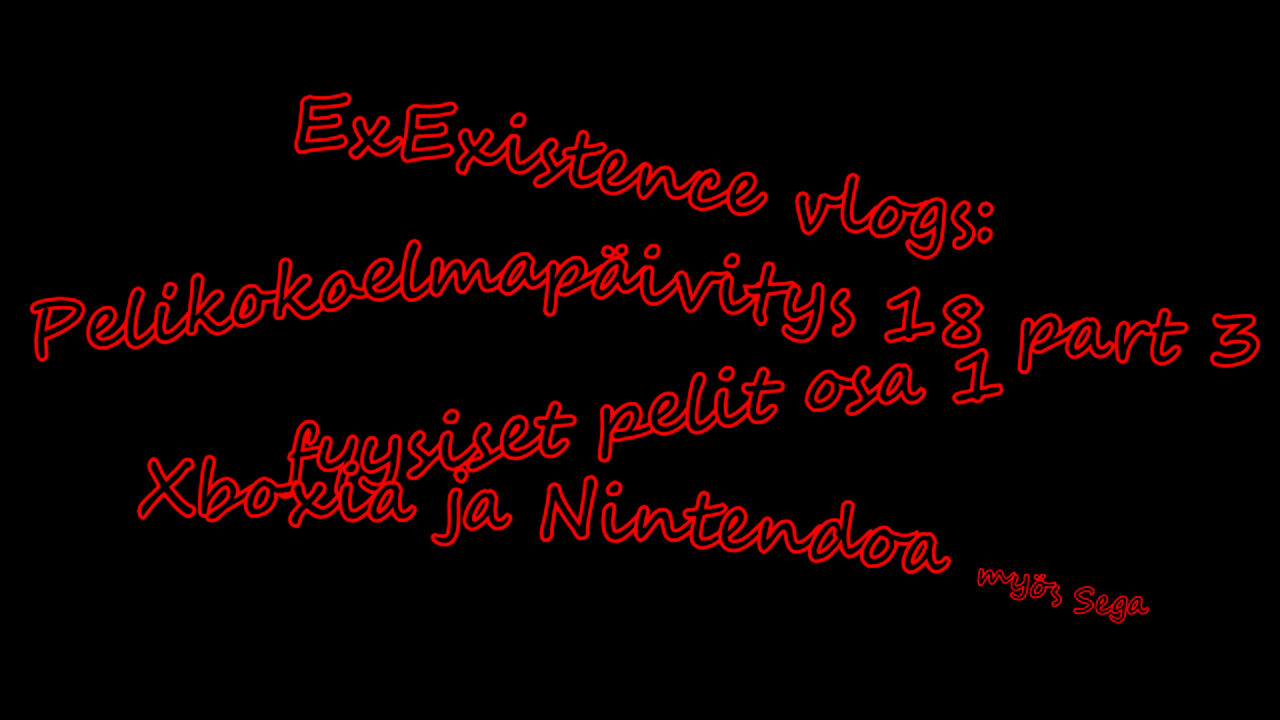 ExExistence vlogs:
Pelikokoelmapäivitys 18 part 3
fyysiset pelit osa 1
Xboxia ja Nintendoa
myös Sega